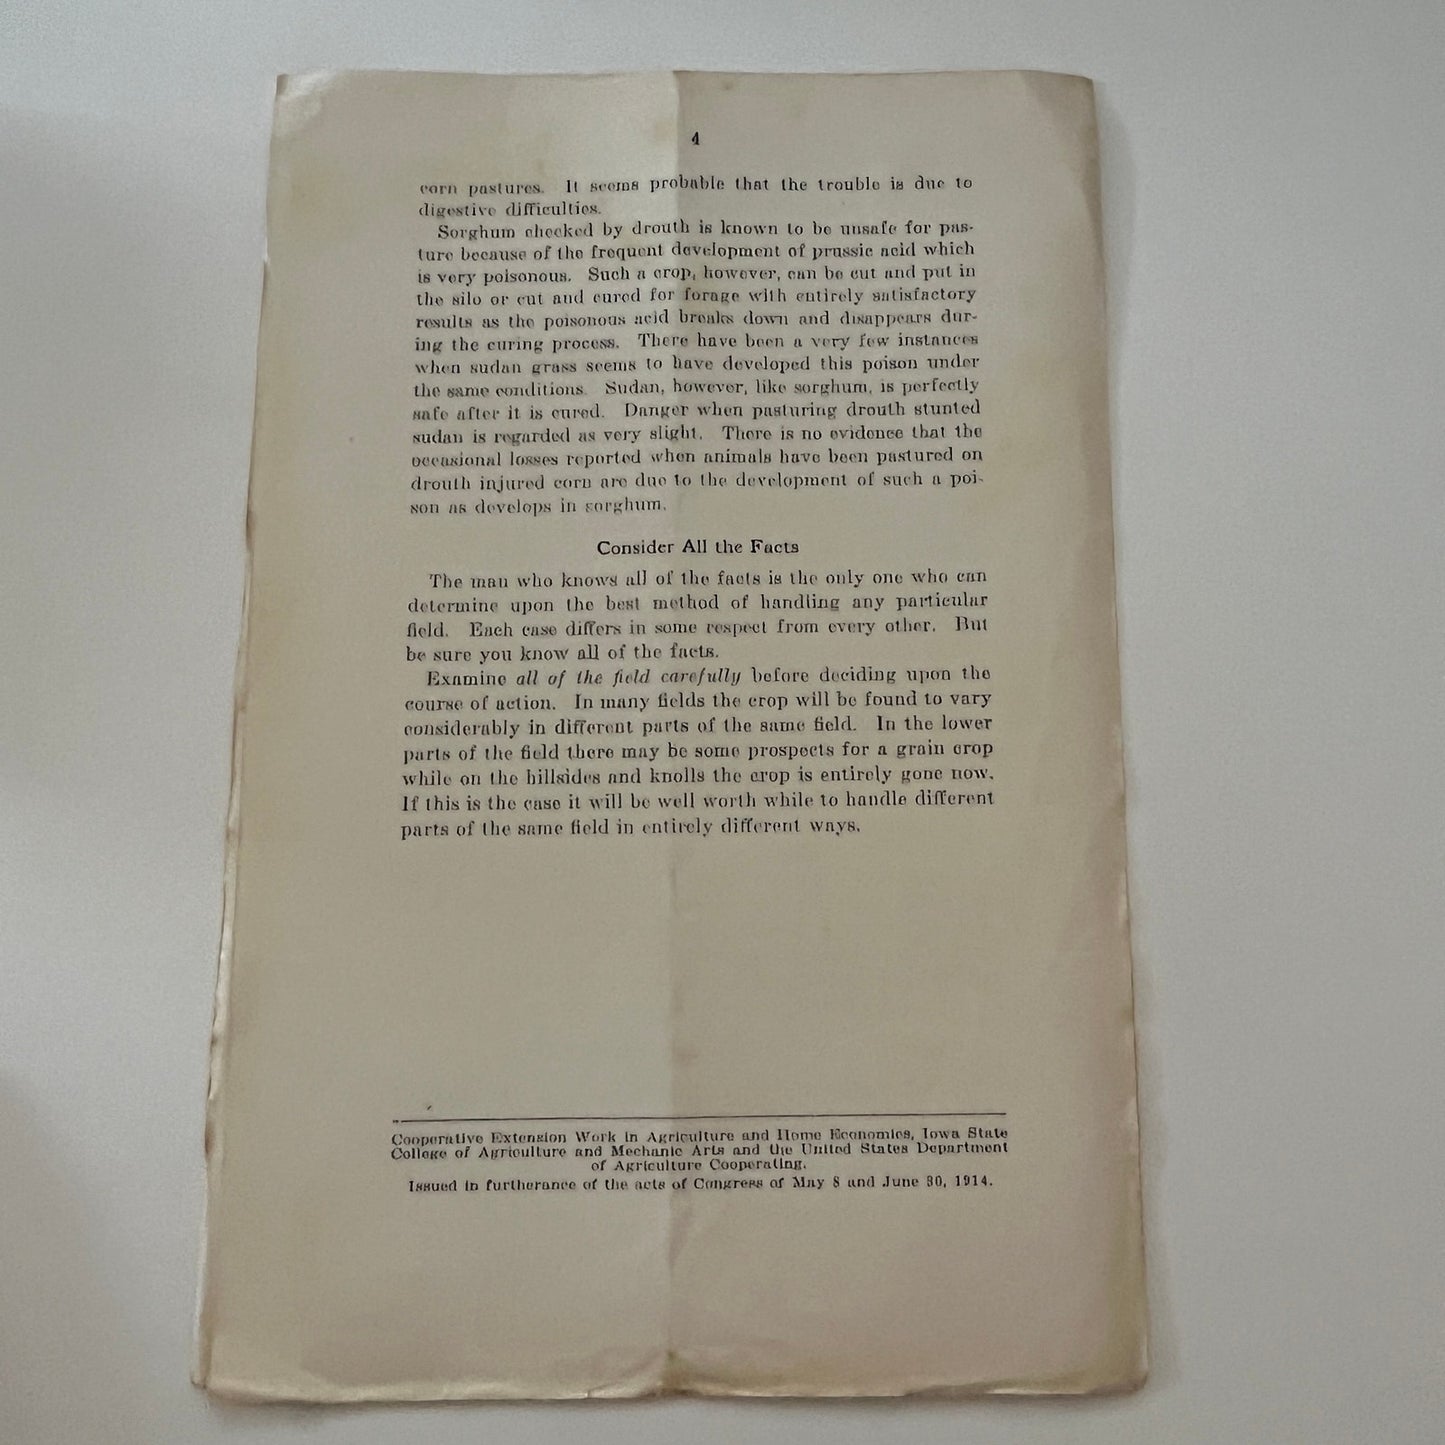 4
corn pastures. It seems probable that the trouble is due to
digestive difficulties.
Sorghum checked by drouth is known to be unsafe for pas-
ture because of the frequent development of prussic acid which
is very poisonous. Such a crop, however, can be cut and put in
the silo or cut and cured for forage with entirely satisfactory
results as the poisonous acid breaks down and disappears dur-
ing the curing process. There have been a very few instances
when sudan grass seems to have developed this poison under
the same conditions. Sudan, however, like sorghum, is perfectly
safe after it is cured. Danger when pasturing drouth stunted
sudan is regarded as very slight. There is no evidence that the
occasional losses reported when animals have been pastured on
drouth injured corn are due to the development of such a poi-
son as develops in sorghum.
Consider All the Facts
The man who knows all of the facts is the only one who can
determine upon the best method of handling any particular
field. Each case differs in some respect from every other. But
be sure you know all of the facts.
Examine all of the field carefully before deciding upon the
course of action. In many fields the crop will be found to vary
considerably in different parts of the same field. In the lower
parts of the field there may be some prospects for a grain crop
while on the hillsides and knolls the crop is entirely gone now.
If this is the case it will be well worth while to handle different
parts of the same field in entirely different ways.
Cooperative Extension Work in Agriculture and Home Economics, Iowa State
College of Agriculture and Mechanic Arts and the United States Department
of Agriculture Cooperating.
Issued in furtherance of the acts of Congress of May 8 and June 30, 1914.